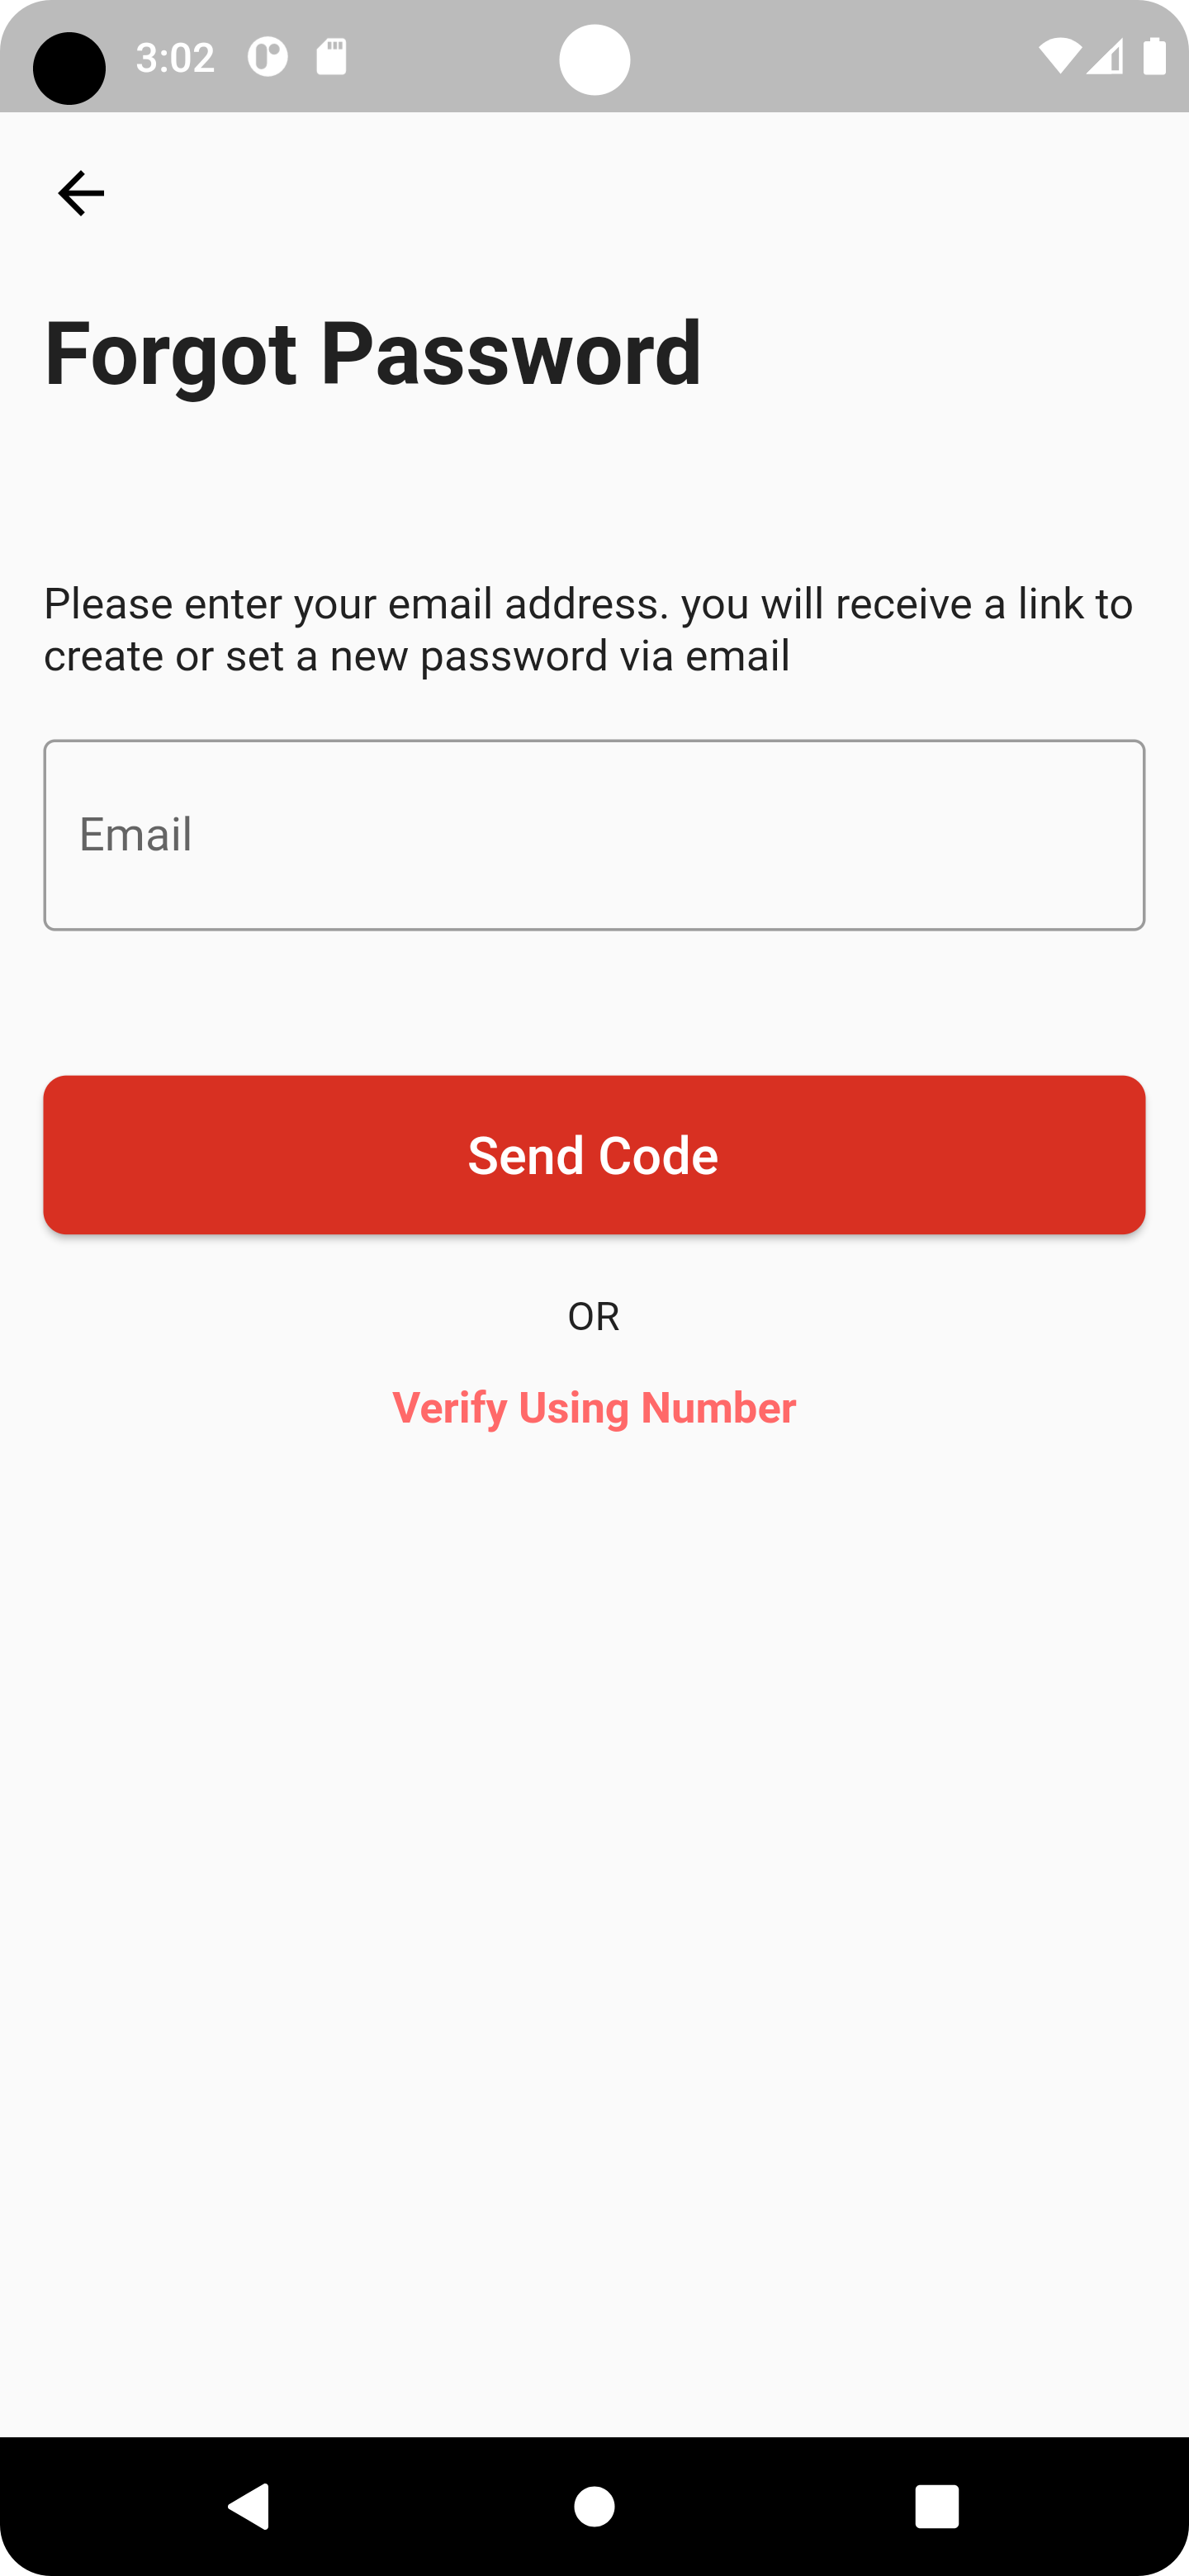 3:02
Forgot Password
Please enter your email address. you will receive a link to
create or set a new password via email
Email
Send Code
OR
Verify Using Number